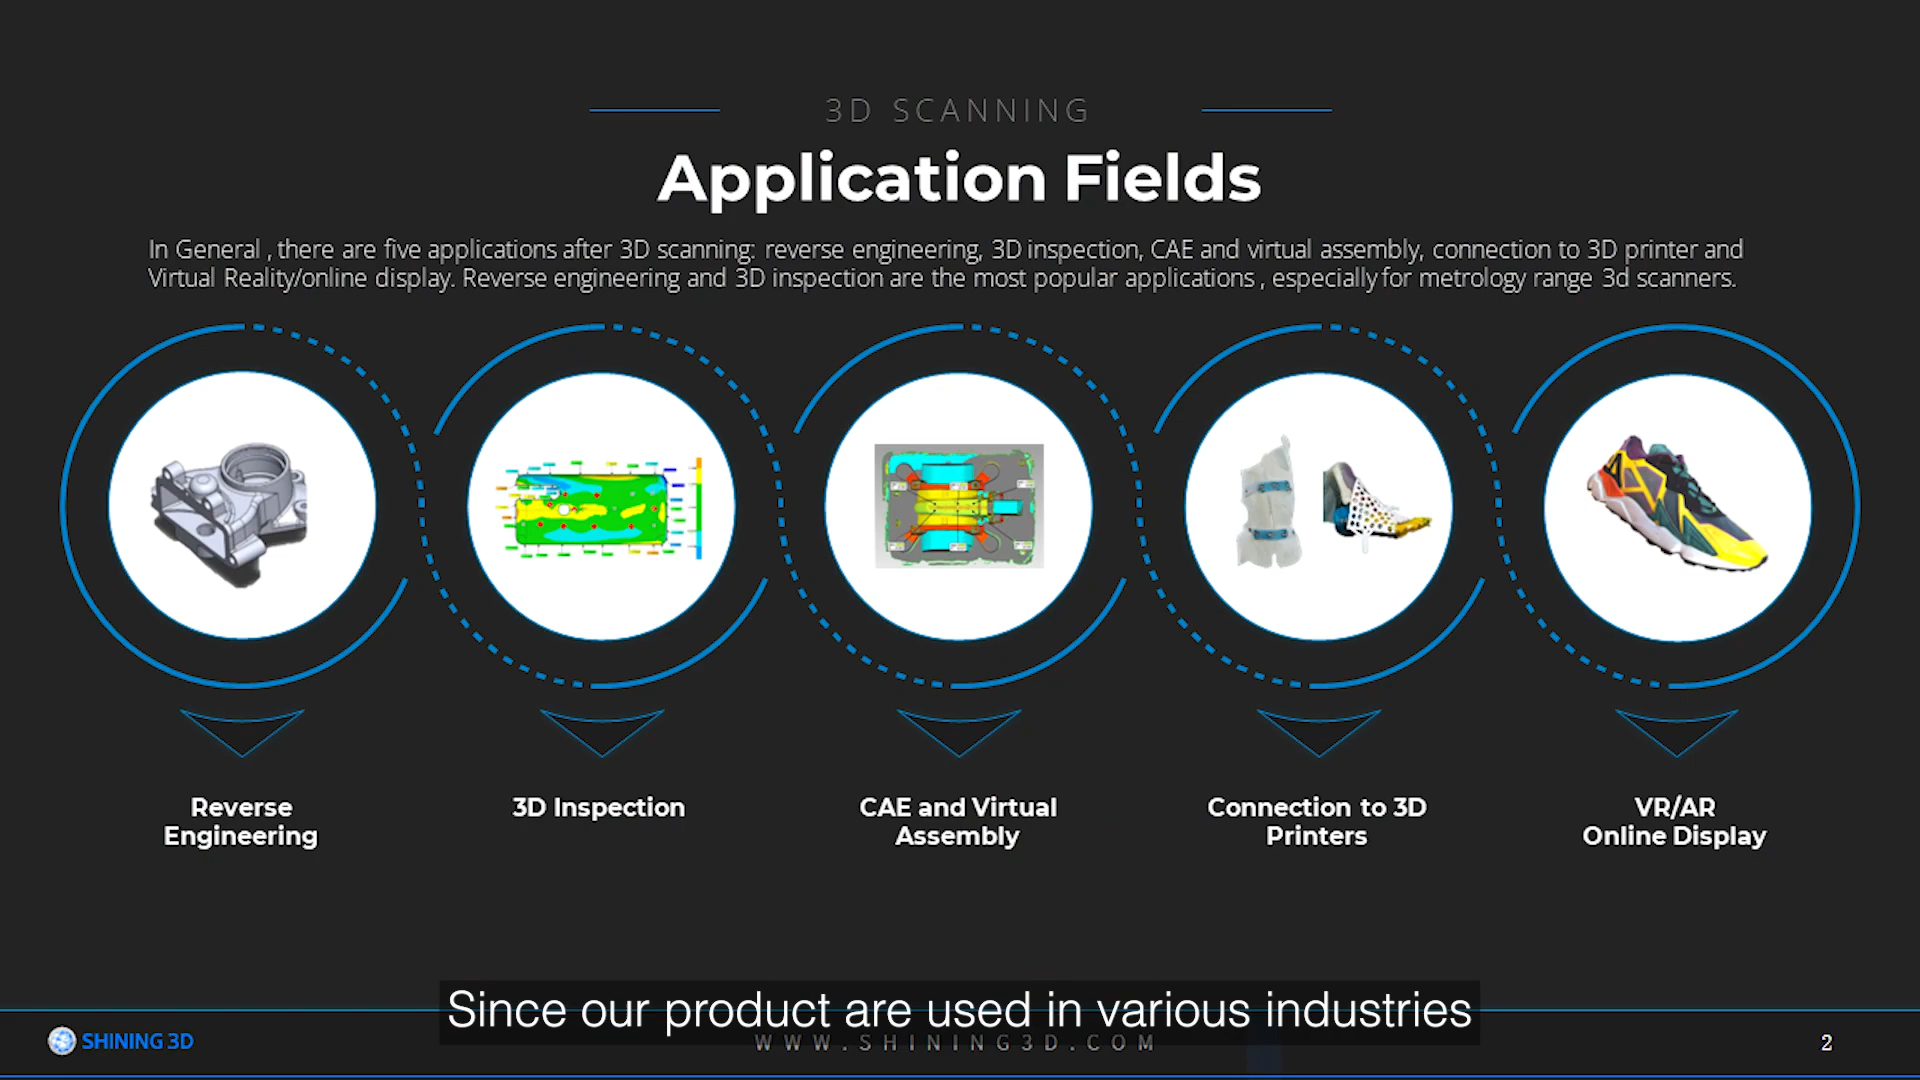 3D SCANNING
Application Fields
In General , there are five applications after 3D scanning: reverse engineering, 3D inspection, CAE and virtual assembly, connection to 3D printer and
Virtual Reality/online display. Reverse engineering and 3D inspection are the most popular applications , especially for metrology range 3d scanners.
Reverse
Engineering
3D Inspection
CAE and Virtual
Assembly
Connection to 3D
Printers
VR/AR
Online Display
Since our product are used in various industries
SHINING 3D
WWW.SHINING3D.COM
2